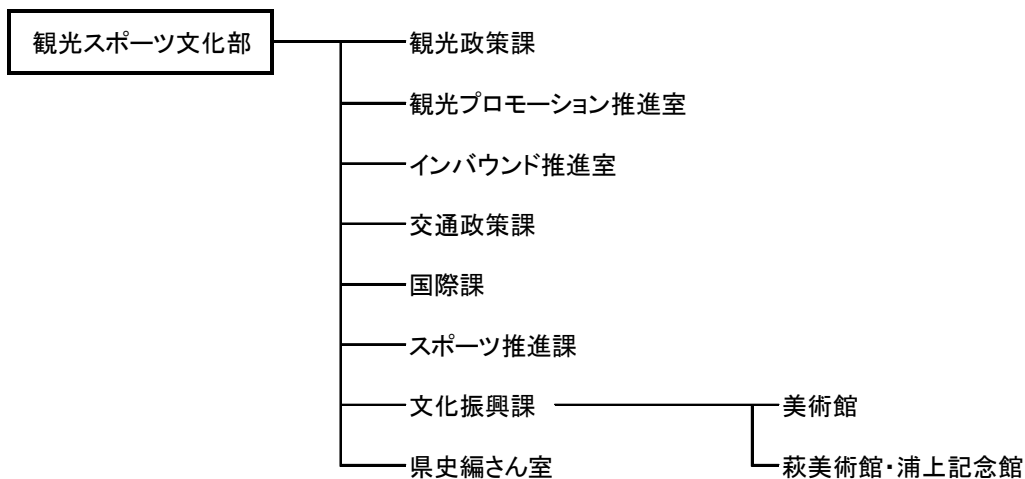 観光スポーツ文化部
観光政策課
観光プロモーション推進室
インバウンド推進室
交通政策課
国際課
スポーツ推進課
文化振興課
美術館
県史編さん室
萩美術館・浦上記念館